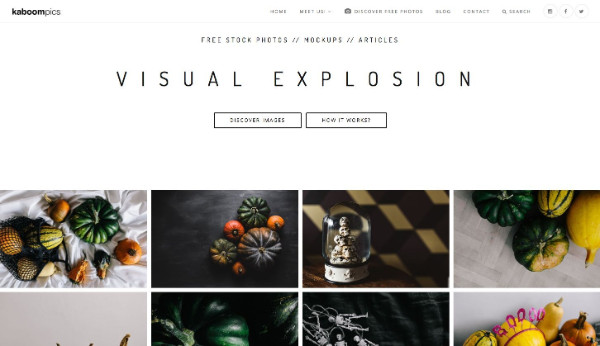 kaboompics
HOME MEET US! DISCOVER FREE PHOTOS BLOG CONTACT SEARCH
FREE STOCK PHOTOS // MOCKUPS // ARTICLES
VISUAL EXPLOSION
DISCOVER IMAGES HOW IT WORKS?